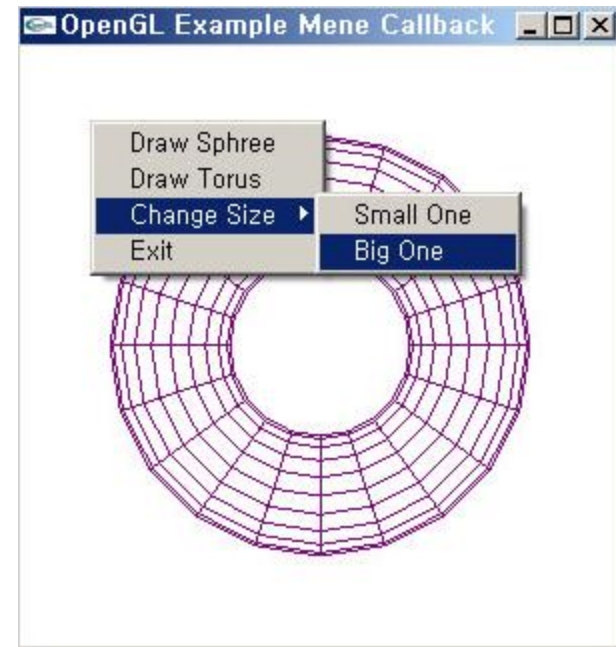 OpenGL Example Mene Callback
Draw Sphree
Draw Torus
Change Size
Small One
Exit
Big One